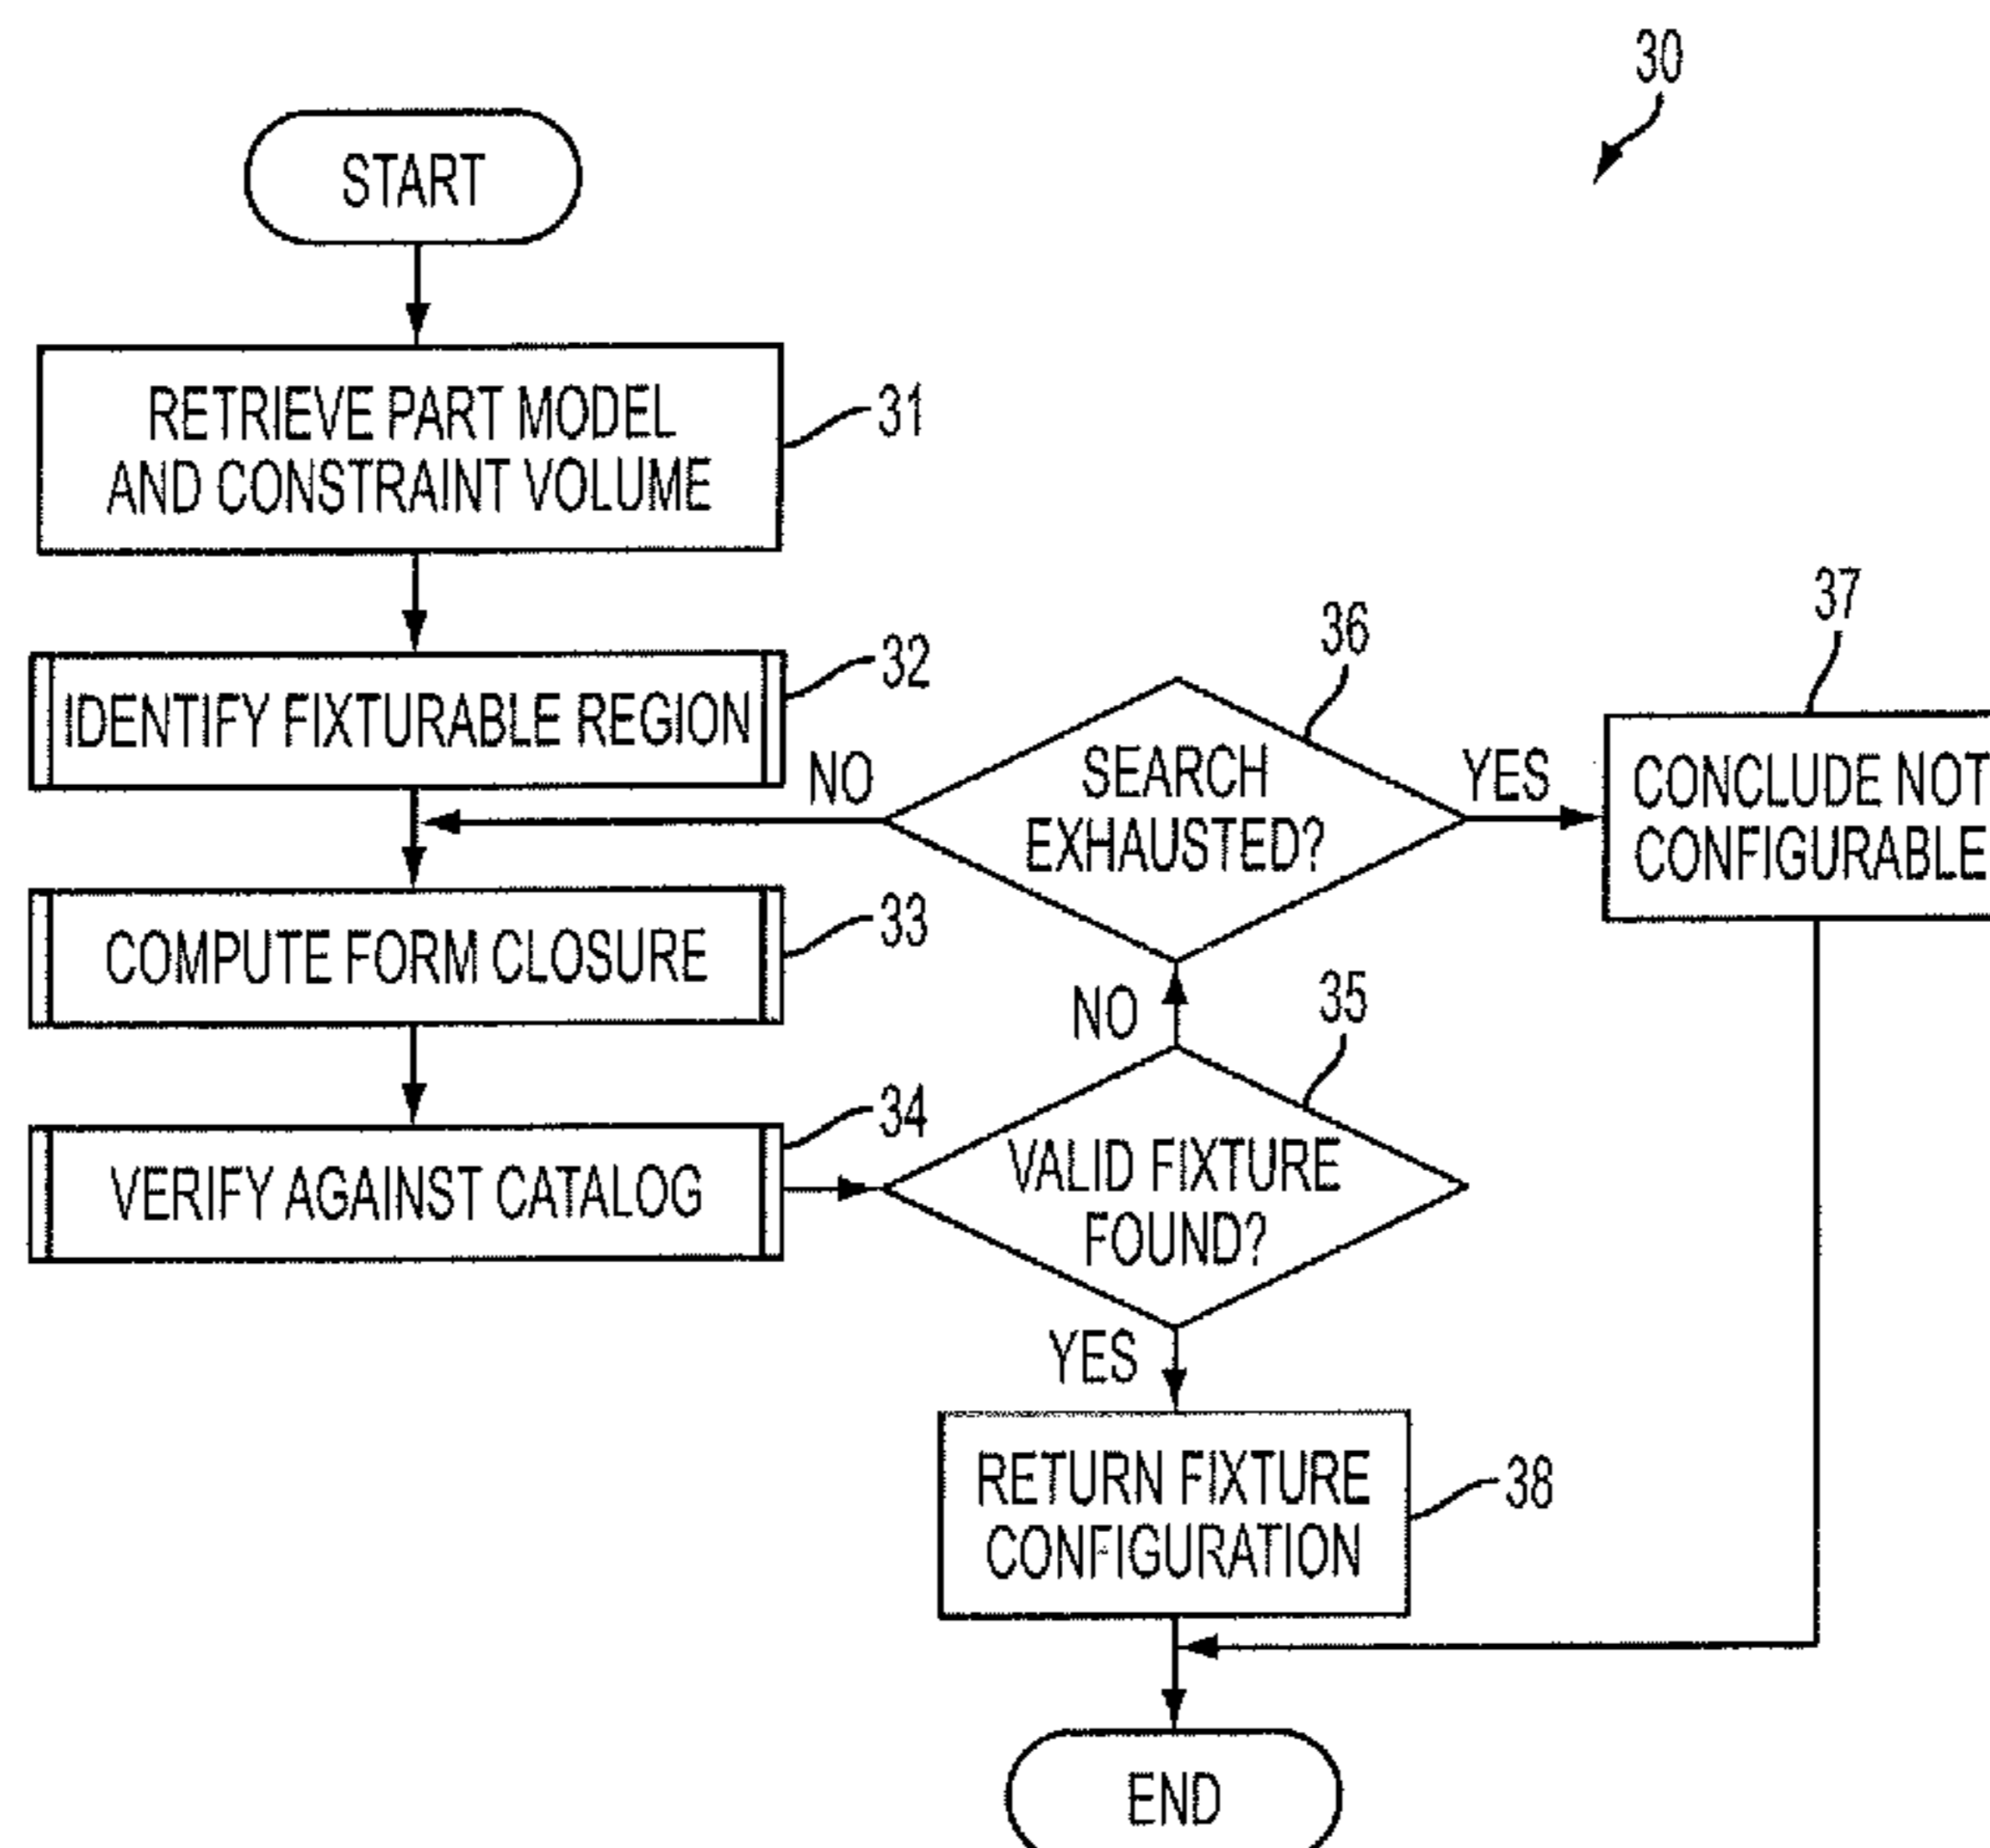 30
START
RETRIEVE PART MODEL
AND CONSTRAINT VOLUME
31
IDENTIFY FIXTURABLE REGION
32
COMPUTE FORM CLOSURE
33
VERIFY AGAINST CATALOG
34
VALID FIXTURE
FOUND?
35
NO
YES
SEARCH
EXHAUSTED?
36
NO
YES
CONCLUDE NOT
CONFIGURABLE
37
RETURN FIXTURE
CONFIGURATION
38
END